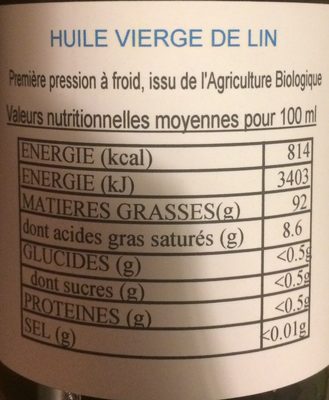 HUILE VIERGE DE LIN
Première pression à froid, issu de l'Agriculture Biologique
Valeurs nutritionnelles moyennes pour 100 ml
ENERGIE (kcal) 814
ENERGIE (kJ) 3403
MATIERES GRASSES(g) 92
dont acides gras saturés (g) 8.6
GLUCIDES (g) <0.5g
dont sucres (g) <0.5g
PROTEINES (g) <0.5g
SEL (g) <0.01g